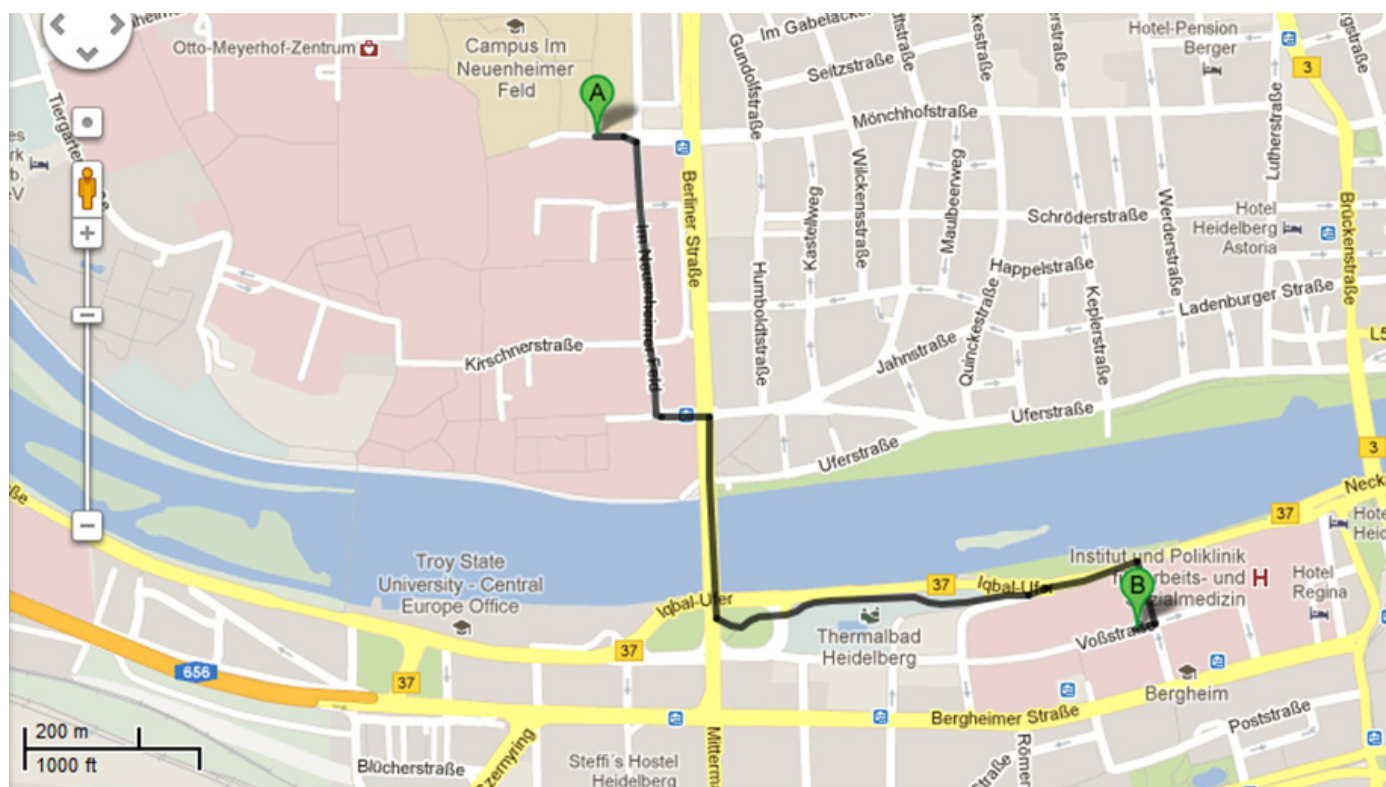 Otto-Meyerhof-Zentrum
Campus Im
Neuenheimer
Feld
A
Im Gabelacker
Gundolfstraße
Seitzstraße
Mönchhofstraße
Hotel-Pension
Berger
3
Lutherstraße
Brückenstraße
Berliner Straße
Im Neuenheimer Feld
Kirschnerstraße
Humboldtstraße
Kastellweg
Wilckensstraße
Maulbeerweg
Schröderstraße
Werderstraße
Hotel
Heidelberg
Astoria
Happelstraße
Ladenburger Straße
Quinckestraße
Keplerstraße
Jahnstraße
Uferstraße
Uferstraße
3
37
Troy State
University - Central
Europe Office
Iqbal-Ufer
37
Iqbal-Ufer
Institut und Poliklinik
Arbeits- und
Sozialmedizin
H
B
Hotel
Regina
Thermalbad
Heidelberg
Voßstraße
Bergheim
37
656
37
Bergheimer Straße
Poststraße
Blücherstraße
Czernyring
Steffi´s Hostel
Heidelberg
200 m
1000 ft